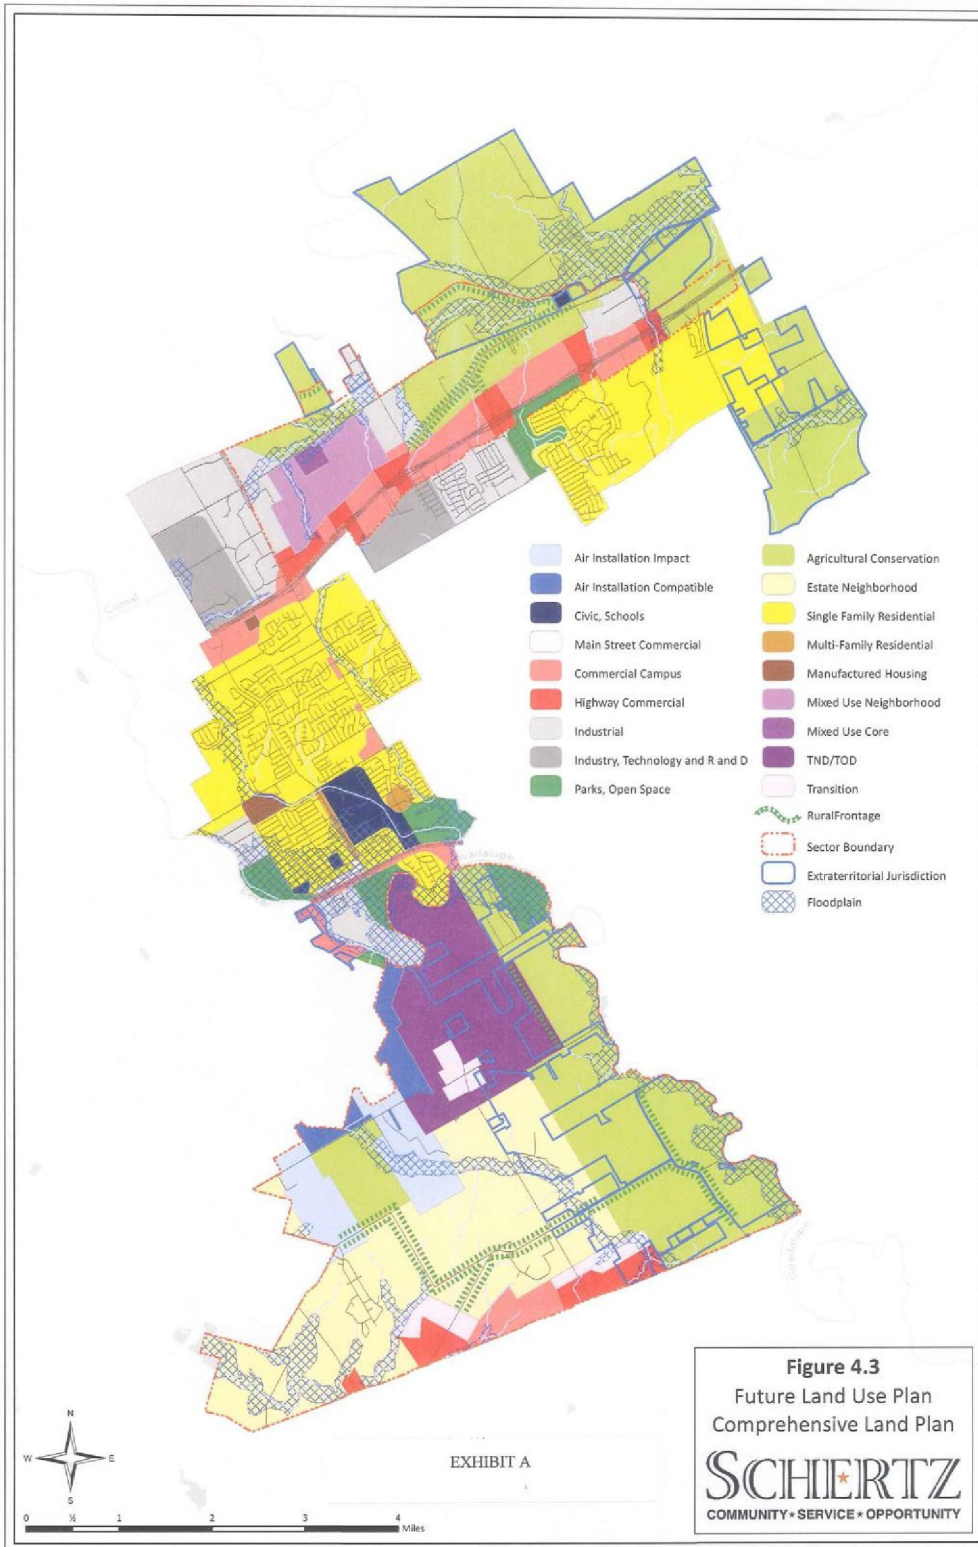 Comal
Guadalupe
Bexar
Guadalupe
Air Installation Impact
Air Installation Compatible
Civic, Schools
Main Street Commercial
Commercial Campus
Highway Commercial
Industrial
Industry, Technology and R and D
Parks, Open Space
Agricultural Conservation
Estate Neighborhood
Single Family Residential
Multi-Family Residential
Manufactured Housing
Mixed Use Neighborhood
Mixed Use Core
TND/TOD
Transition
RuralFrontage
Sector Boundary
Extraterritorial Jurisdiction
Floodplain
N
W E
S
0 ½ 1 2 3 4
Miles
EXHIBIT A
Figure 4.3
Future Land Use Plan
Comprehensive Land Plan
SCHERTZ
COMMUNITY★SERVICE★OPPORTUNITY